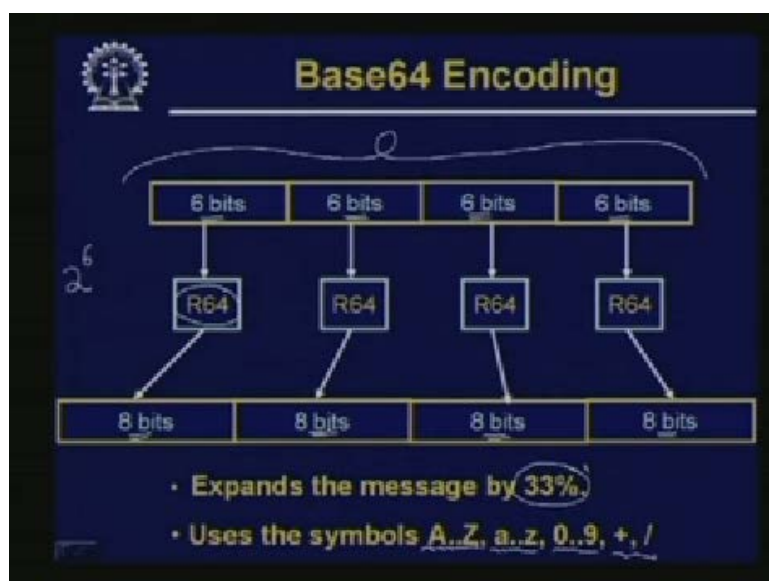 Base64 Encoding
6 bits 6 bits 6 bits 6 bits
2^6
R64 R64 R64 R64
8 bits 8 bits 8 bits 8 bits
· Expands the message by 33%.
· Uses the symbols A..Z, a..z, 0..9, +, /